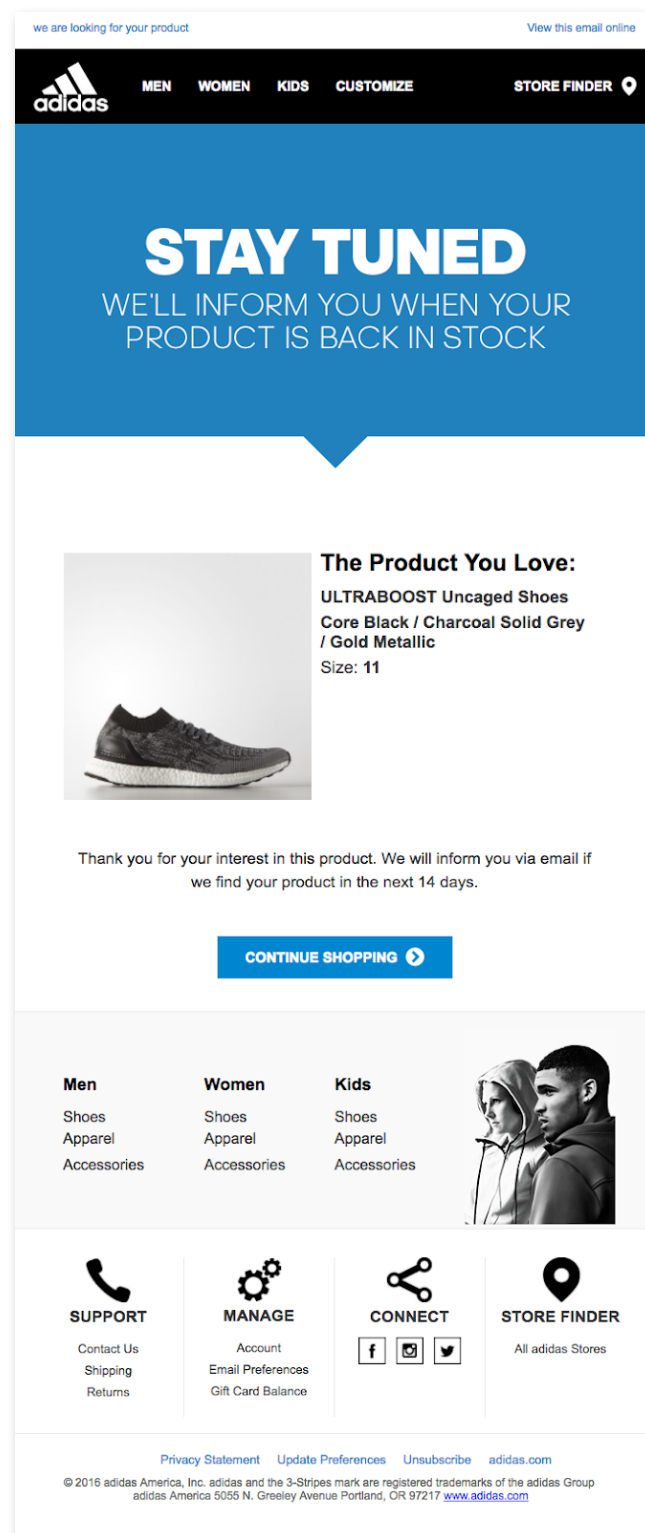 we are looking for your product
View this email online
adidas
MEN WOMEN KIDS CUSTOMIZE STORE FINDER
STAY TUNED
WE'LL INFORM YOU WHEN YOUR
PRODUCT IS BACK IN STOCK
The Product You Love:
ULTRABOOST Uncaged Shoes
Core Black / Charcoal Solid Grey
/ Gold Metallic
Size: 11
Thank you for your interest in this product. We will inform you via email if
we find your product in the next 14 days.
CONTINUE SHOPPING
Men
Shoes
Apparel
Accessories
Women
Shoes
Apparel
Accessories
Kids
Shoes
Apparel
Accessories
SUPPORT
Contact Us
Shipping
Returns
MANAGE
Account
Email Preferences
Gift Card Balance
CONNECT
STORE FINDER
All adidas Stores
Privacy Statement Update Preferences Unsubscribe adidas.com
© 2016 adidas America, Inc. adidas and the 3-Stripes mark are registered trademarks of the adidas Group
adidas America 5055 N. Greeley Avenue Portland, OR 97217 www.adidas.com